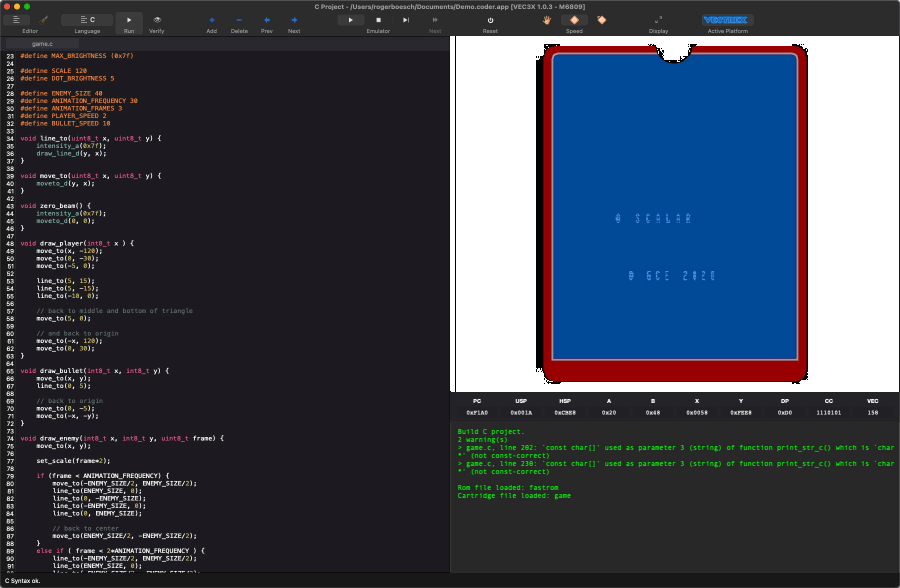 C Project - /Users/rogerboesch/Documents/Demo.coder.app [VEC3X 1.0.3 - M6809]
C
VECTREX
Editor Language Run Verify Add Delete Prev Next Emulator Next Reset Speed Display Active Platform
game.c
23 #define MAX_BRIGHTNESS (0x7f)
24
25 #define SCALE 120
26 #define DOT_BRIGHTNESS 5
27
28 #define ENEMY_SIZE 40
29 #define ANIMATION_FREQUENCY 30
30 #define ANIMATION_FRAMES 3
31 #define PLAYER_SPEED 2
32 #define BULLET_SPEED 10
33
34 void line_to(uint8_t x, uint8_t y) {
35 intensity_a(0x7f);
36 draw_line_d(y, x);
37 }
38
39 void move_to(uint8_t x, uint8_t y) {
40 moveto_d(y, x);
41 }
42
43 void zero_beam() {
44 intensity_a(0x7f);
45 moveto_d(0, 0);
46 }
47
48 void draw_player(int8_t x ) {
49 move_to(x, -120);
50 move_to(0, -30);
51 move_to(-5, 0);
52
53 line_to(5, 15);
54 line_to(5, -15);
55 line_to(-10, 0);
56
57 // back to middle and bottom of triangle
58 move_to(5, 0);
59
60 // and back to origin
61 move_to(-x, 120);
62 move_to(0, 30);
63 }
64
65 void draw_bullet(int8_t x, int8_t y) {
66 move_to(x, y);
67 line_to(0, 5);
68
69 // back to origin
70 move_to(0, -5);
71 move_to(-x, -y);
72 }
73
74 void draw_enemy(int8_t x, int8_t y, uint8_t frame) {
75 move_to(x, y);
76
77 set_scale(frame*2);
78
79 if (frame < ANIMATION_FREQUENCY) {
80 move_to(-ENEMY_SIZE/2, ENEMY_SIZE/2);
81 line_to(ENEMY_SIZE, 0);
82 line_to(0, -ENEMY_SIZE);
83 line_to(-ENEMY_SIZE, 0);
84 line_to(0, ENEMY_SIZE);
85
86 // back to center
87 move_to(ENEMY_SIZE/2, -ENEMY_SIZE/2);
88 }
89 else if ( frame < 2*ANIMATION_FREQUENCY ) {
90 line_to(-ENEMY_SIZE/2, ENEMY_SIZE/2);
91 line_to(ENEMY_SIZE, 0);
C Syntax ok.
SCALAR
GCE 2020
PC USP HSP A B X Y DP CC VEC
0xF1A0 0x001A 0xCBE8 0x20 0x48 0x0058 0xFEE8 0xD0 1110101 158
Build C project.
2 warning(s)
> game.c, line 202: `const char[]' used as parameter 3 (string) of function print_str_c() which is `char
*' (not const-correct)
> game.c, line 230: `const char[]' used as parameter 3 (string) of function print_str_c() which is `char
*' (not const-correct)
Rom file loaded: fastrom
Cartridge file loaded: game